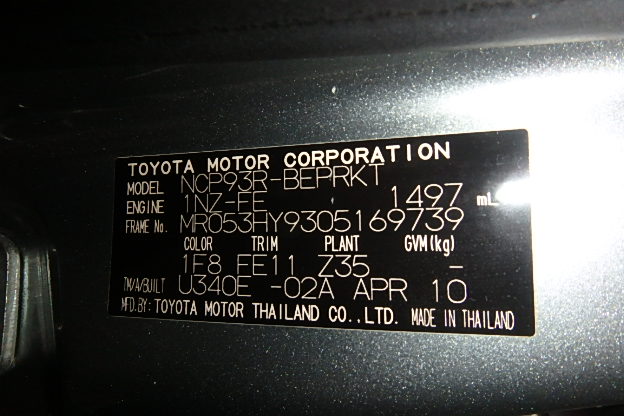 TOYOTA MOTOR CORPORATION
MODEL NCP93R-BEPRKT
ENGINE 1NZ-FE 1497 mL
FRAME No. MR053HY9305169739
COLOR TRIM PLANT GVM(kg)
1F8 FE11 Z35 -
TM/A/BUILT U340E -02A APR 10
MFD.BY: TOYOTA MOTOR THAILAND CO.,LTD. MADE IN THAILAND